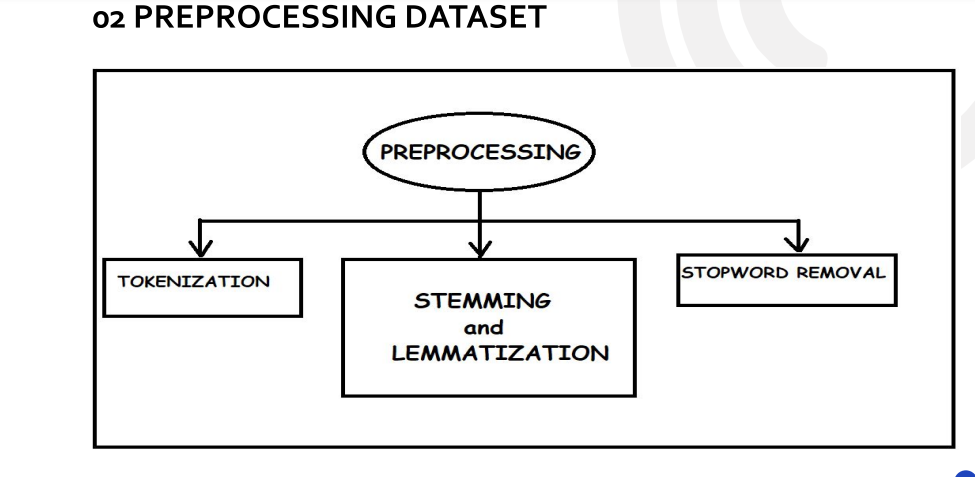 02 PREPROCESSING DATASET
PREPROCESSING
TOKENIZATION
STEMMING
and
LEMMATIZATION
STOPWORD REMOVAL